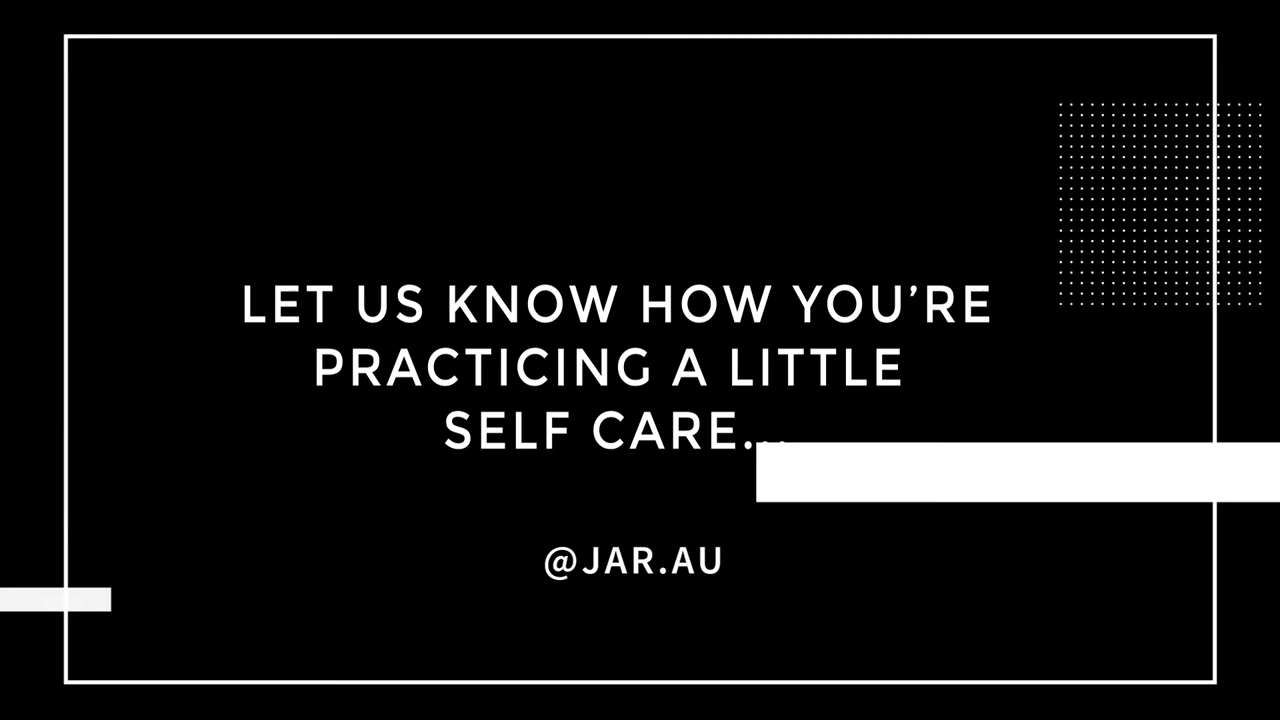 LET US KNOW HOW YOU’RE
PRACTICING A LITTLE
SELF CARE...
@JAR.AU